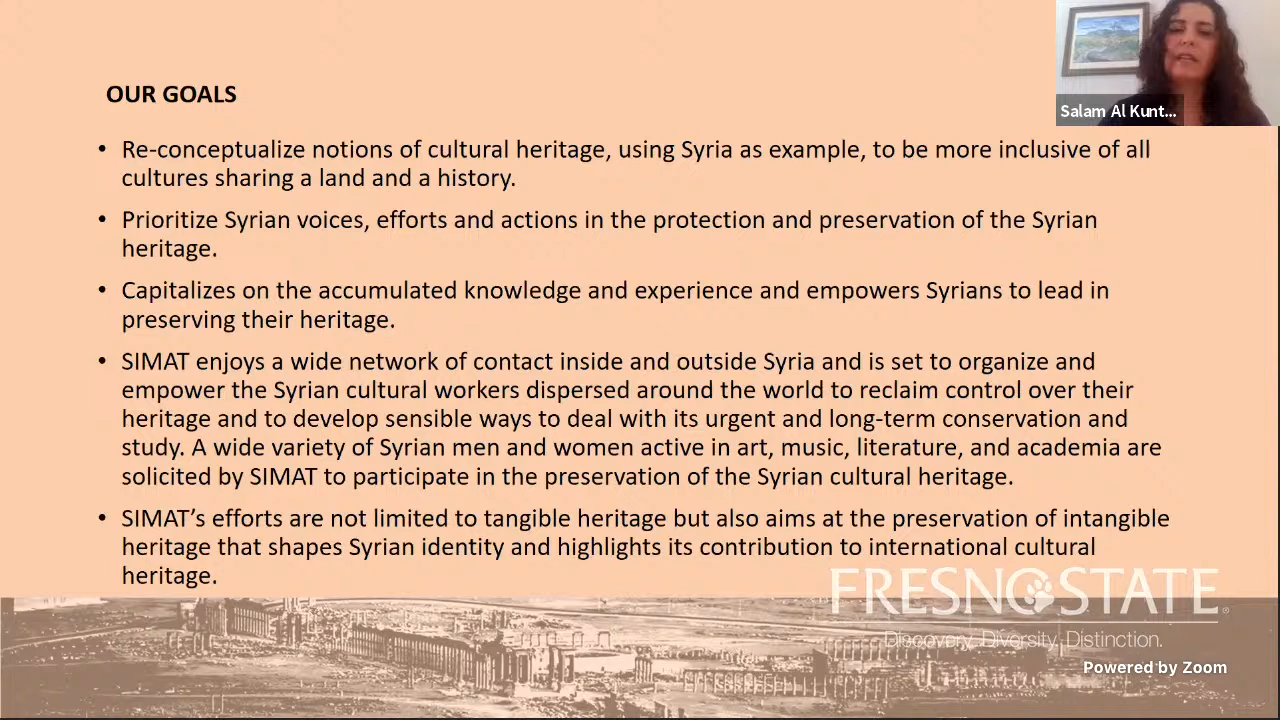 OUR GOALS
Salam Al Kunt...
• Re-conceptualize notions of cultural heritage, using Syria as example, to be more inclusive of all
cultures sharing a land and a history.
• Prioritize Syrian voices, efforts and actions in the protection and preservation of the Syrian
heritage.
• Capitalizes on the accumulated knowledge and experience and empowers Syrians to lead in
preserving their heritage.
• SIMAT enjoys a wide network of contact inside and outside Syria and is set to organize and
empower the Syrian cultural workers dispersed around the world to reclaim control over their
heritage and to develop sensible ways to deal with its urgent and long-term conservation and
study. A wide variety of Syrian men and women active in art, music, literature, and academia are
solicited by SIMAT to participate in the preservation of the Syrian cultural heritage.
• SIMAT’s efforts are not limited to tangible heritage but also aims at the preservation of intangible
heritage that shapes Syrian identity and highlights its contribution to international cultural
heritage.
FRESNO STATE®
Discovery. Diversity. Distinction.
Powered by Zoom